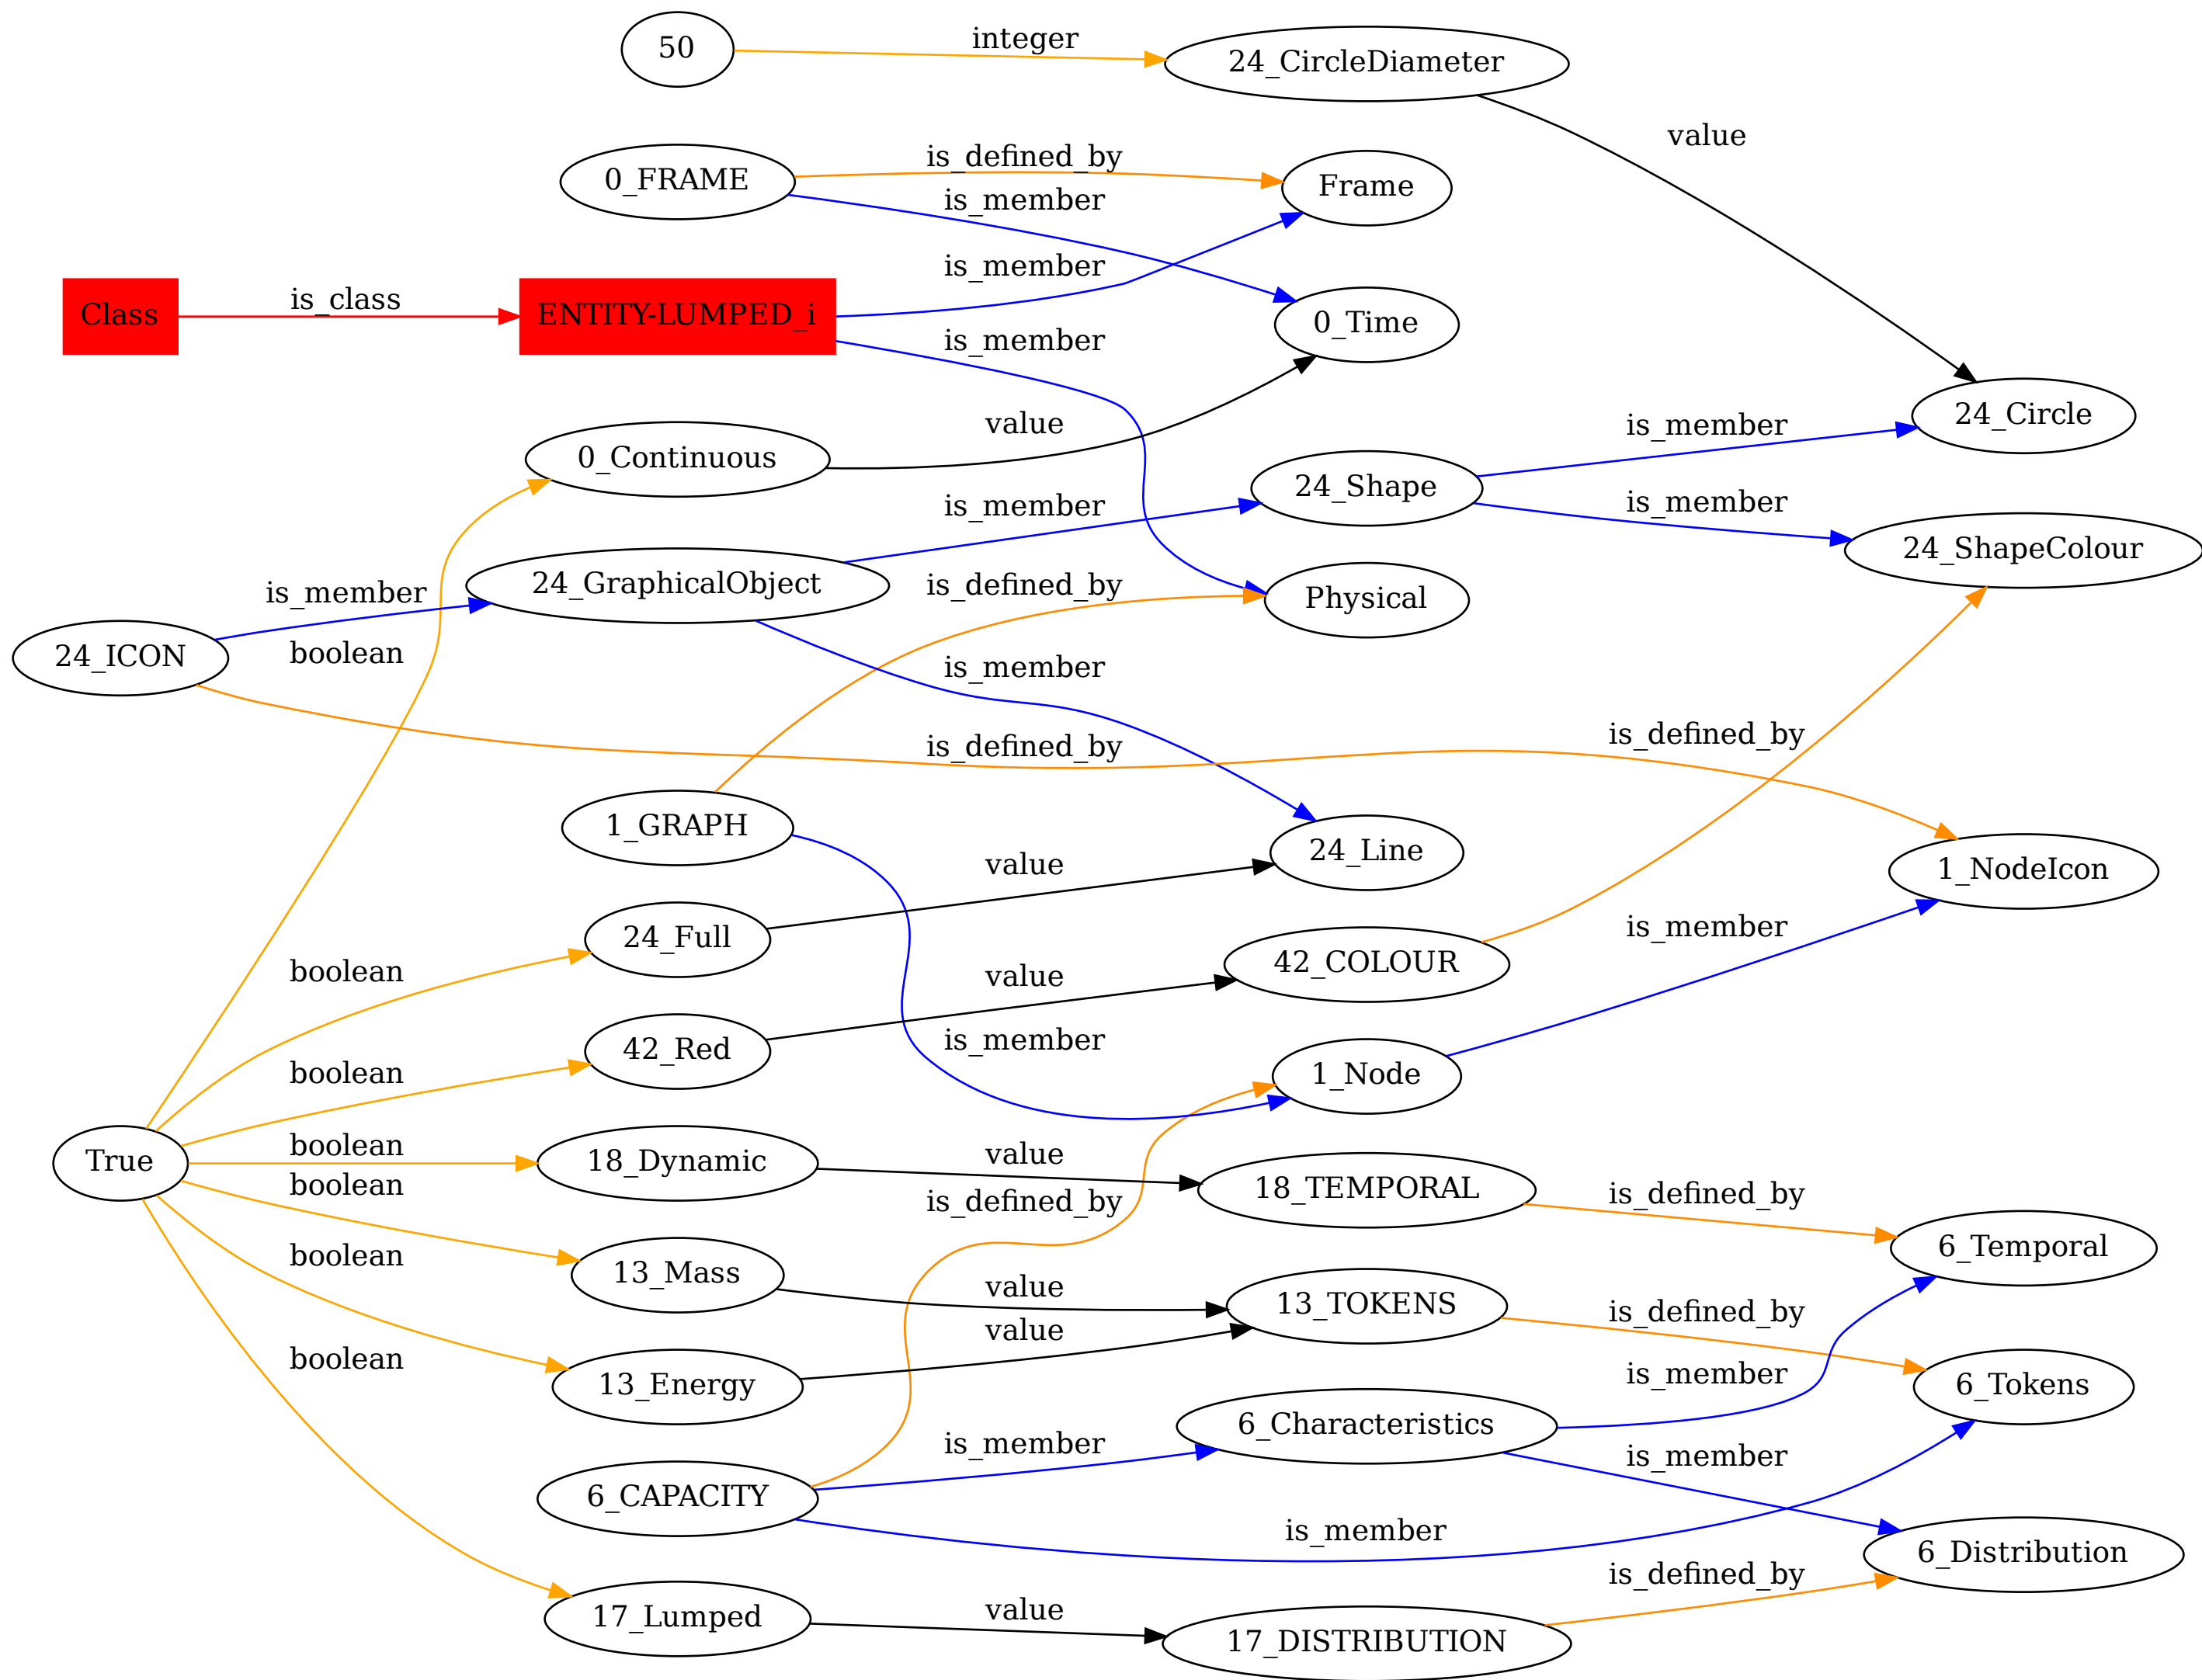 50
integer
24_CircleDiameter
value
0_FRAME
is_defined_by
Frame
is_member
Class
is_class
ENTITY-LUMPED_i
is_member
0_Time
is_member
0_Continuous
value
24_Circle
24_Shape
is_member
is_member
24_ShapeColour
24_ICON
is_member
boolean
24_GraphicalObject
is_member
is_defined_by
Physical
is_member
is_defined_by
is_defined_by
1_GRAPH
24_Line
1_NodeIcon
value
24_Full
42_COLOUR
is_member
boolean
value
42_Red
is_member
1_Node
boolean
True
boolean
18_Dynamic
value
18_TEMPORAL
is_defined_by
6_Temporal
boolean
is_defined_by
13_Mass
value
13_TOKENS
is_defined_by
boolean
value
13_Energy
6_Tokens
boolean
is_member
6_Characteristics
is_member
is_member
6_CAPACITY
is_member
6_Distribution
17_Lumped
value
17_DISTRIBUTION
is_defined_by